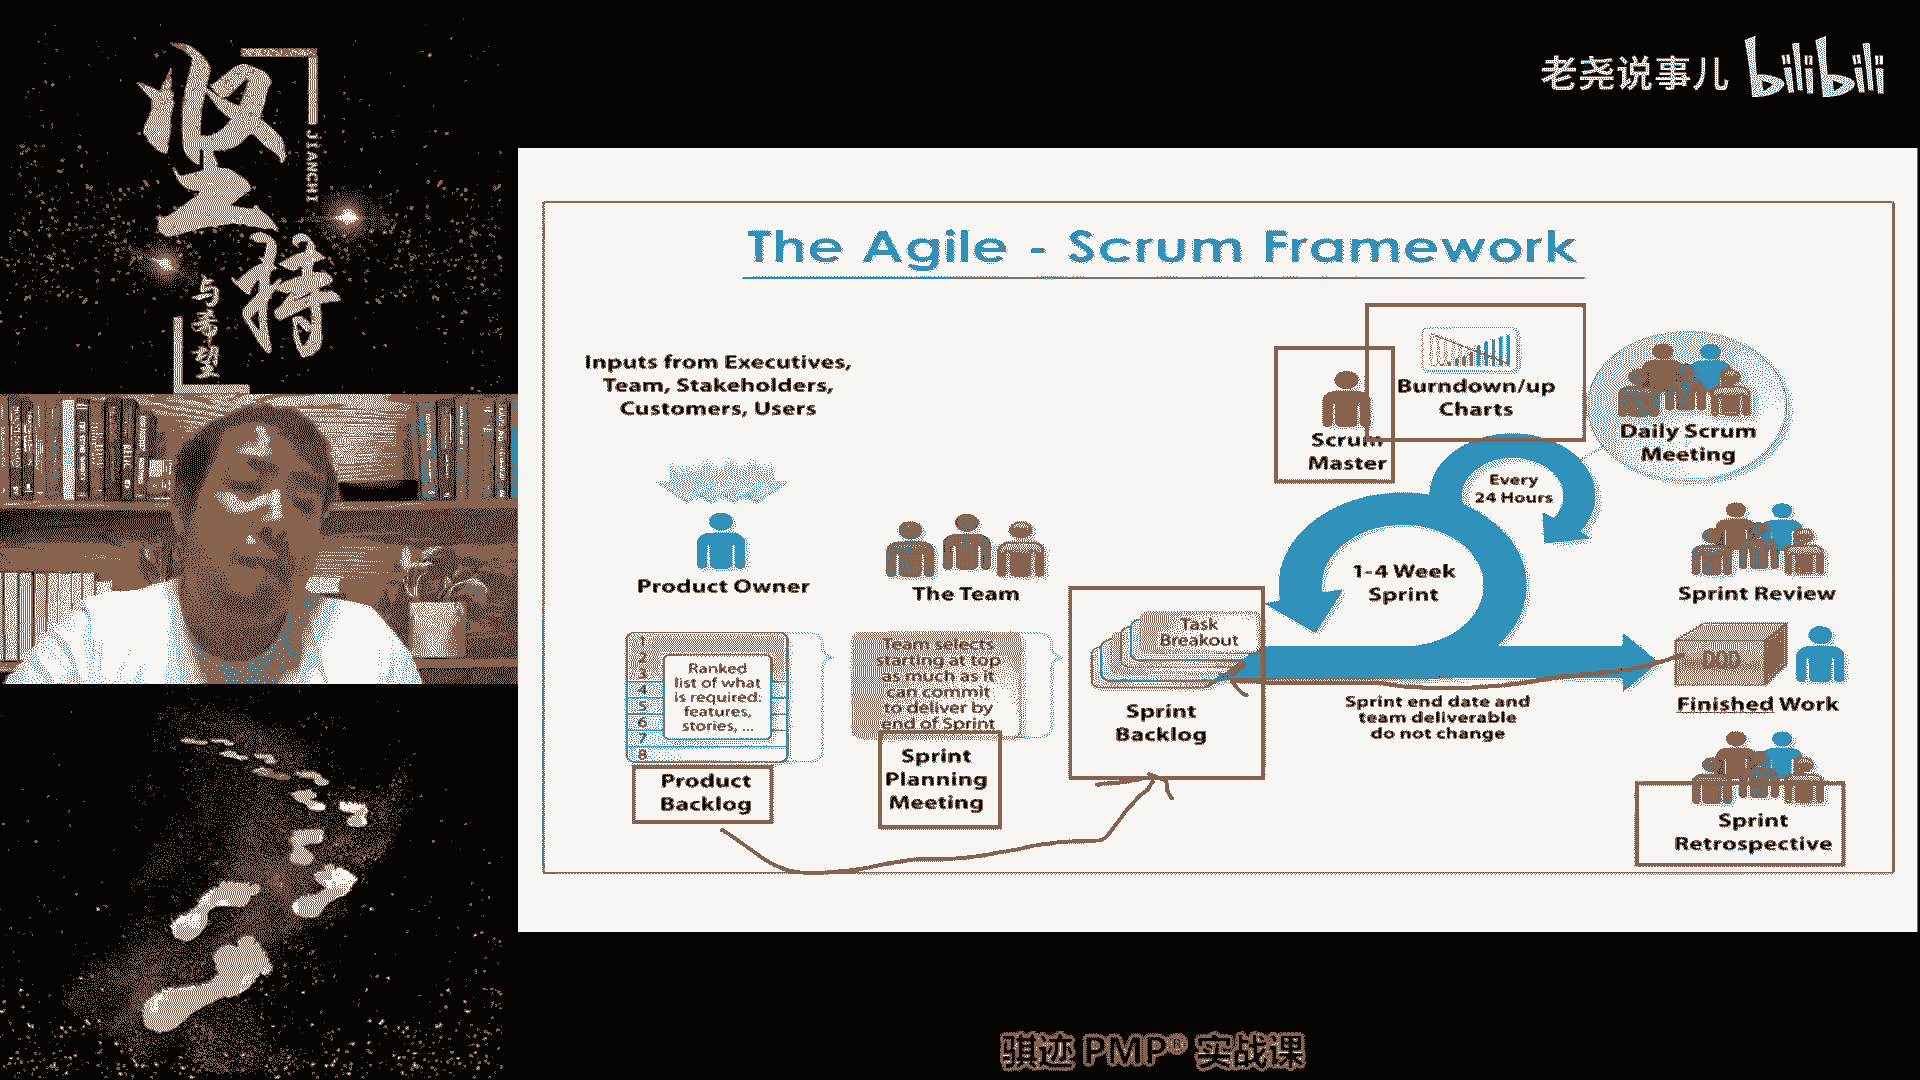 坚持
JIANCHI
与希望
老尧说事儿 bilibili
The Agile - Scrum Framework
Inputs from Executives,
Team, Stakeholders,
Customers, Users
Product Owner
The Team
1
2
3
4
5
6
7
8
Ranked
list of what
is required:
features,
stories, ...
Product
Backlog
Team selects
starting at top
as much as it
can commit
to deliver by
end of Sprint
Sprint
Planning
Meeting
Task
Breakout
Sprint
Backlog
Scrum
Master
Burndown/up
Charts
Every
24 Hours
1-4 Week
Sprint
Sprint end date and
team deliverable
do not change
Daily Scrum
Meeting
Sprint Review
DOD
Finished Work
Sprint
Retrospective
骐迹 PMP® 实战课